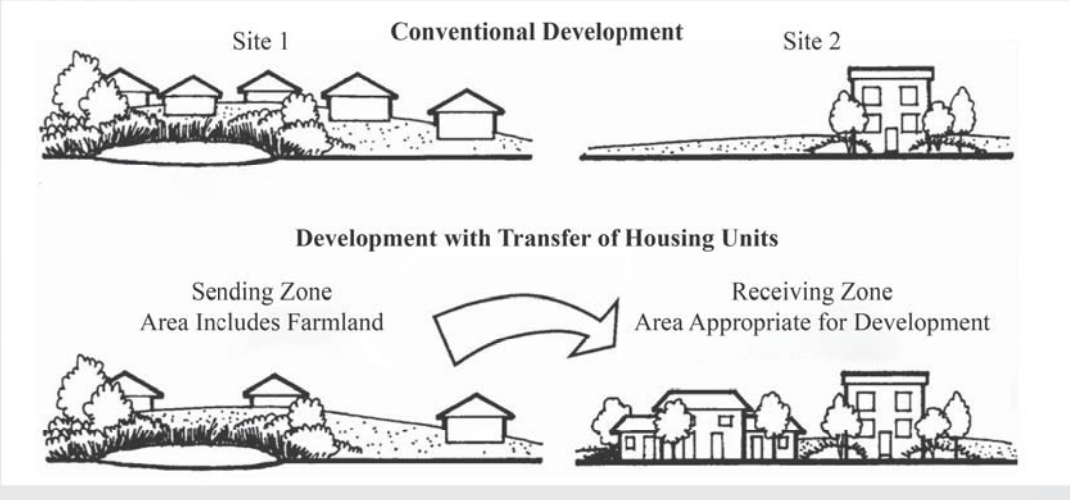 Conventional Development
Site 1
Site 2
Development with Transfer of Housing Units
Sending Zone
Area Includes Farmland
Receiving Zone
Area Appropriate for Development